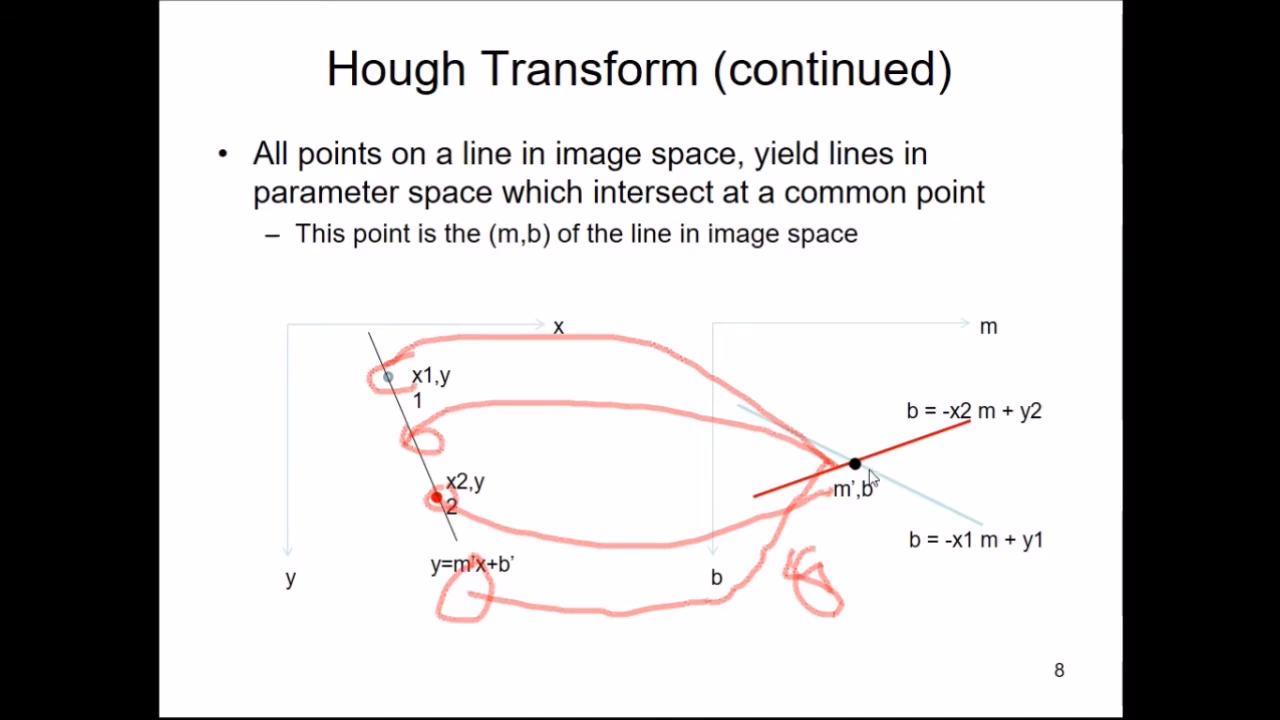 Hough Transform (continued)
• All points on a line in image space, yield lines in
parameter space which intersect at a common point
– This point is the (m,b) of the line in image space
x
m
x1,y
1
b = -x2 m + y2
x2,y
2
m’,b’
b = -x1 m + y1
y=m’x+b’
y
b
8